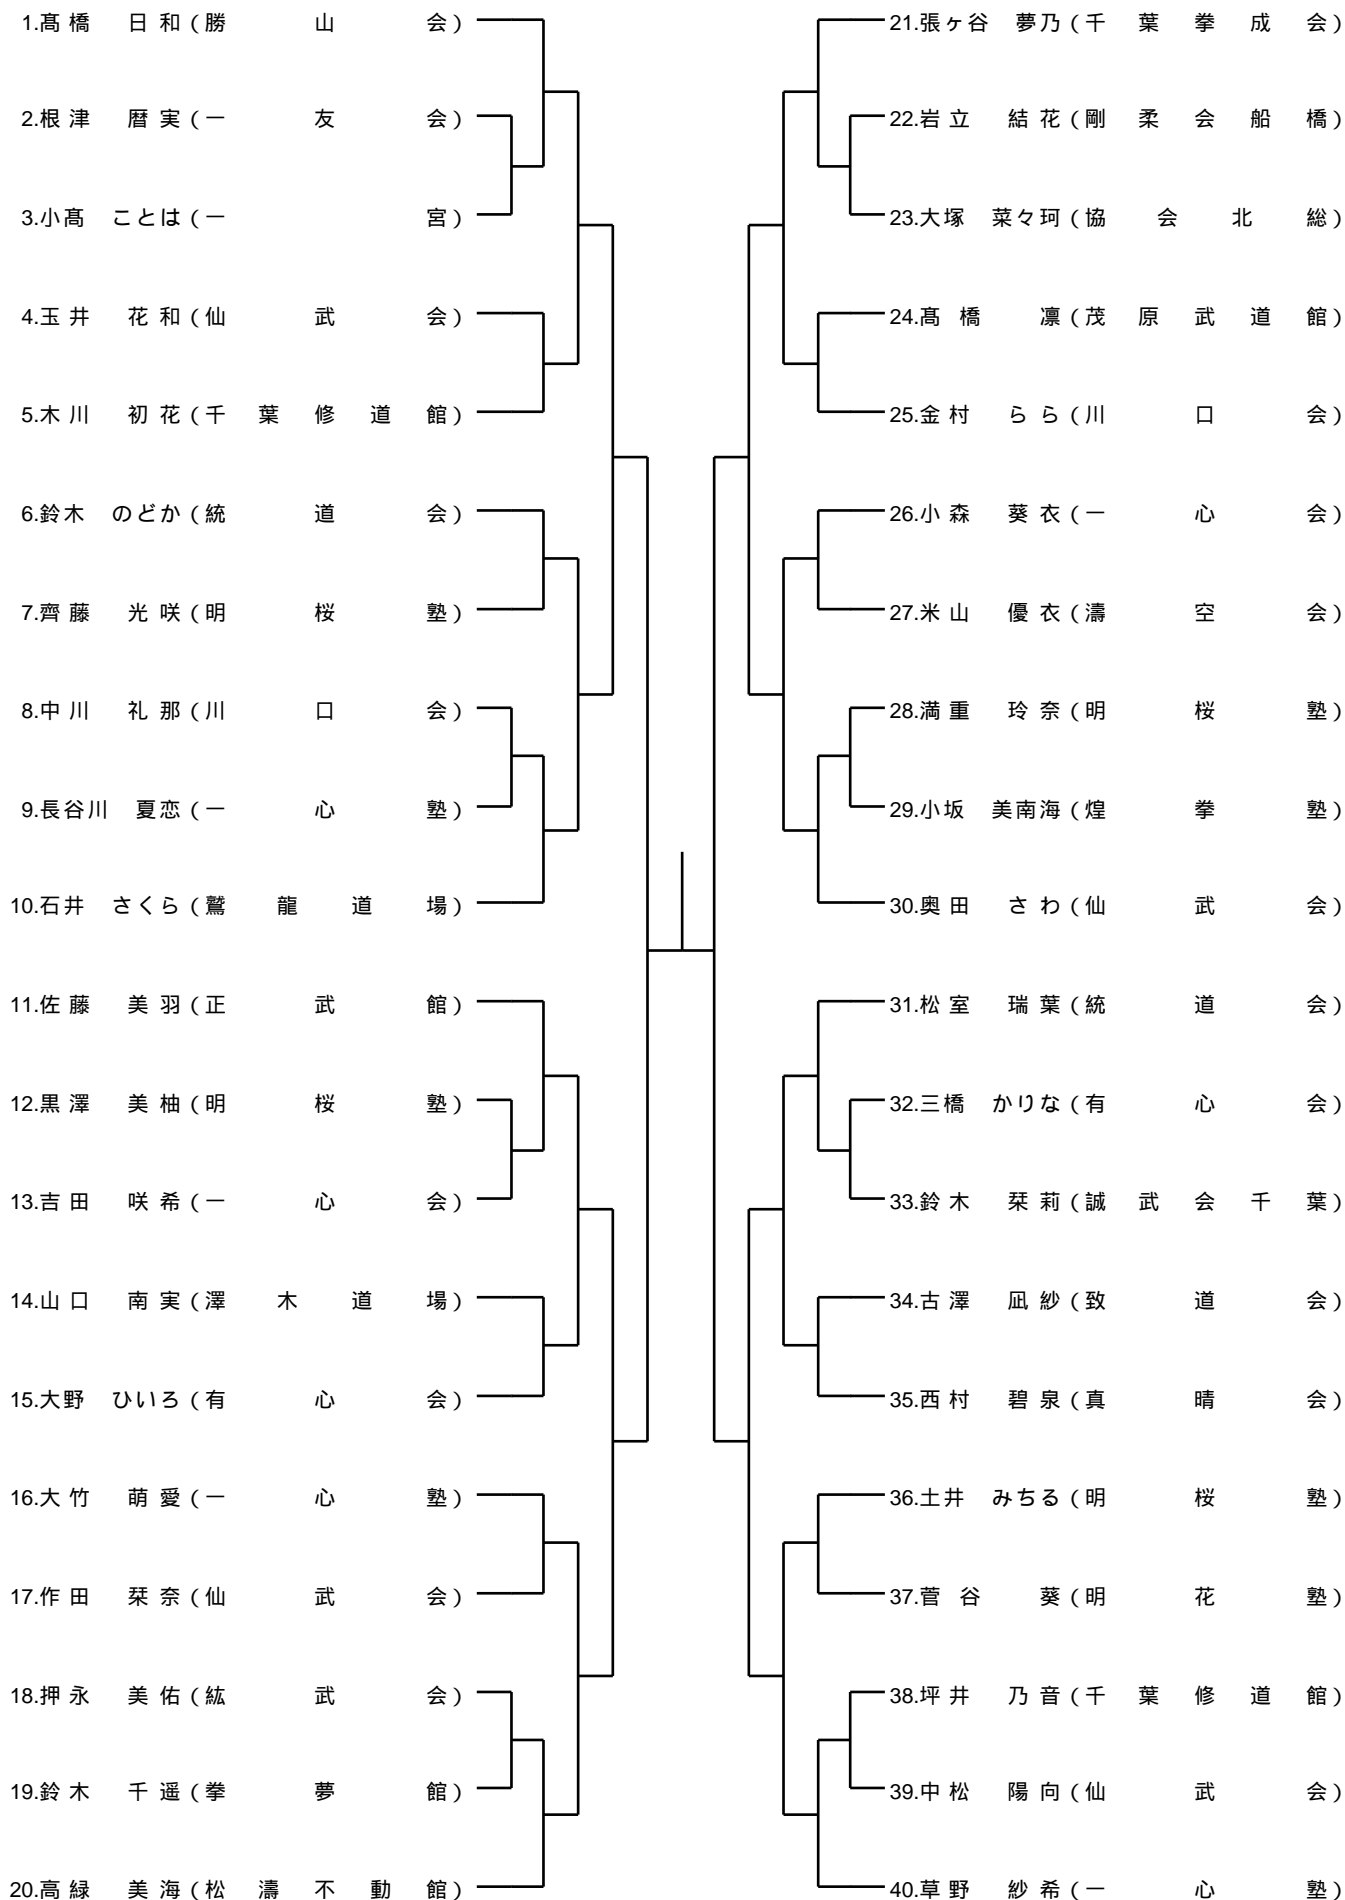 1.髙橋 日和(勝山会)
2.根津 暦実(一友会)
3.小髙 ことは(一宮)
4.玉井 花和(仙武会)
5.木川 初花(千葉修道館)
6.鈴木 のどか(統道会)
7.齊藤 光咲(明桜塾)
8.中川 礼那(川口会)
9.長谷川 夏恋(一心塾)
10.石井 さくら(鷲龍道場)
11.佐藤 美羽(正武館)
12.黒澤 美柚(明桜塾)
13.吉田 咲希(一心会)
14.山口 南実(澤木道場)
15.大野 ひいろ(有心会)
16.大竹 萌愛(一心塾)
17.作田 栞奈(仙武会)
18.押永 美佑(紘武会)
19.鈴木 千遥(拳夢館)
20.高緑 美海(松濤不動館)
21.張ヶ谷 夢乃(千葉拳成会)
22.岩立 結花(剛柔会船橋)
23.大塚 菜々珂(協会北総)
24.髙橋 凛(茂原武道館)
25.金村 らら(川口会)
26.小森 葵衣(一心会)
27.米山 優衣(濤空会)
28.満重 玲奈(明桜塾)
29.小坂 美南海(煌拳塾)
30.奥田 さわ(仙武会)
31.松室 瑞葉(統道会)
32.三橋 かりな(有心会)
33.鈴木 栞莉(誠武会千葉)
34.古澤 凪紗(致道会)
35.西村 碧泉(真晴会)
36.土井 みちる(明桜塾)
37.菅谷 葵(明花塾)
38.坪井 乃音(千葉修道館)
39.中松 陽向(仙武会)
40.草野 紗希(一心塾)